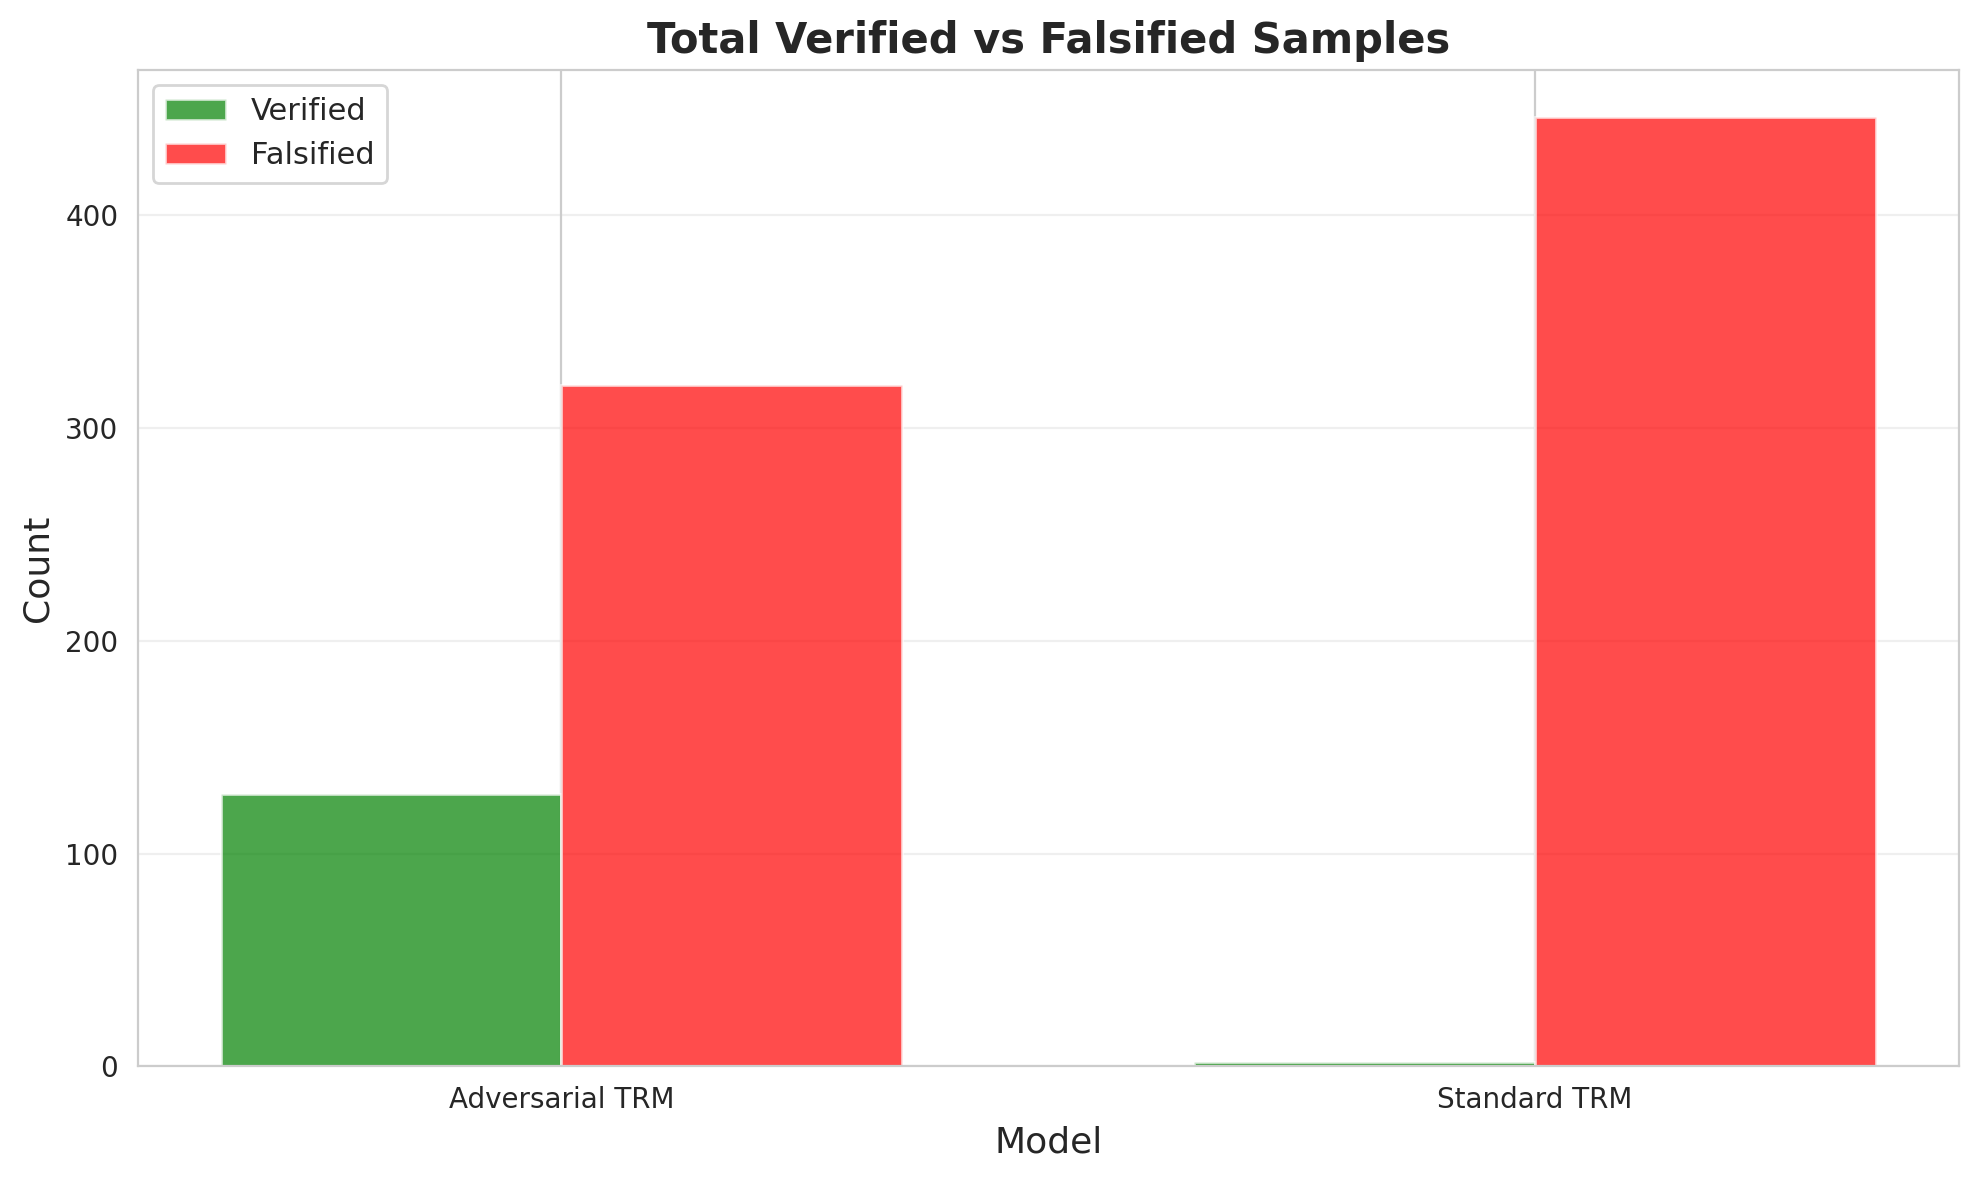 Total Verified vs Falsified Samples
Verified
Falsified
Count
400
300
200
100
0
Adversarial TRM
Standard TRM
Model